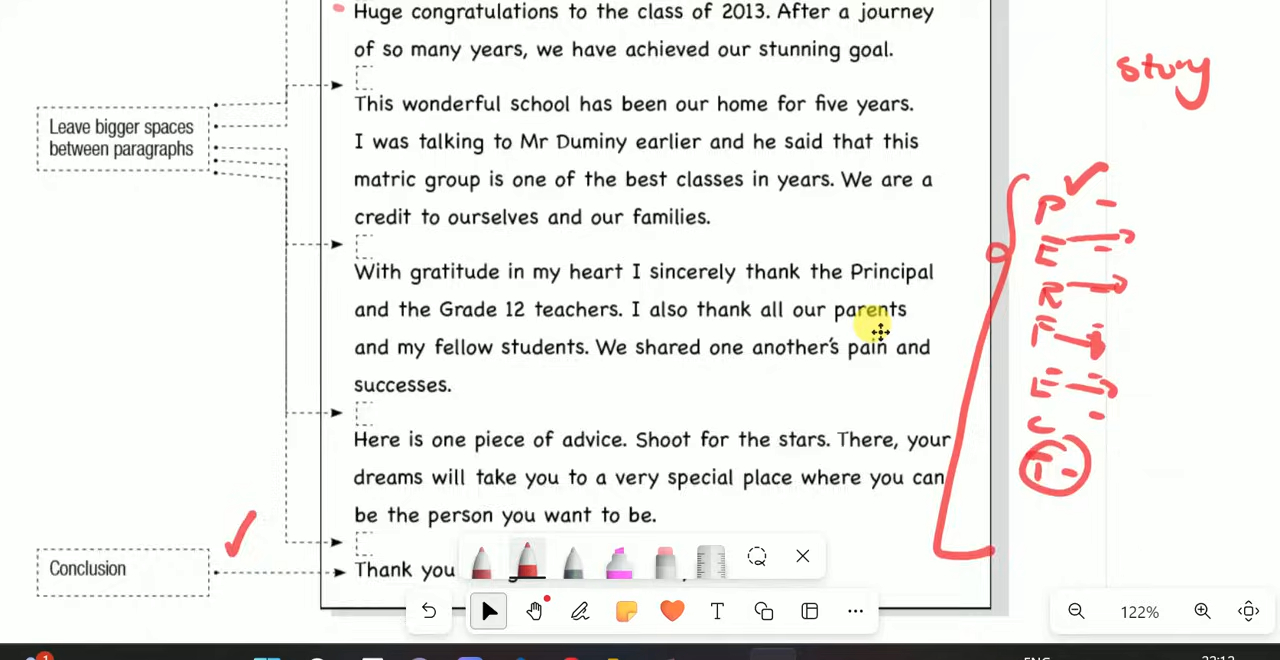 Huge congratulations to the class of 2013. After a journey
of so many years, we have achieved our stunning goal.
Leave bigger spaces
between paragraphs
This wonderful school has been our home for five years.
I was talking to Mr Duminy earlier and he said that this
matric group is one of the best classes in years. We are a
credit to ourselves and our families.
With gratitude in my heart I sincerely thank the Principal
and the Grade 12 teachers. I also thank all our parents
and my fellow students. We shared one another's pain and
successes.
Here is one piece of advice. Shoot for the stars. There, your
dreams will take you to a very special place where you can
be the person you want to be.
Conclusion
Thank you
story
P
E
R
F
E
C
T
122%
ENG